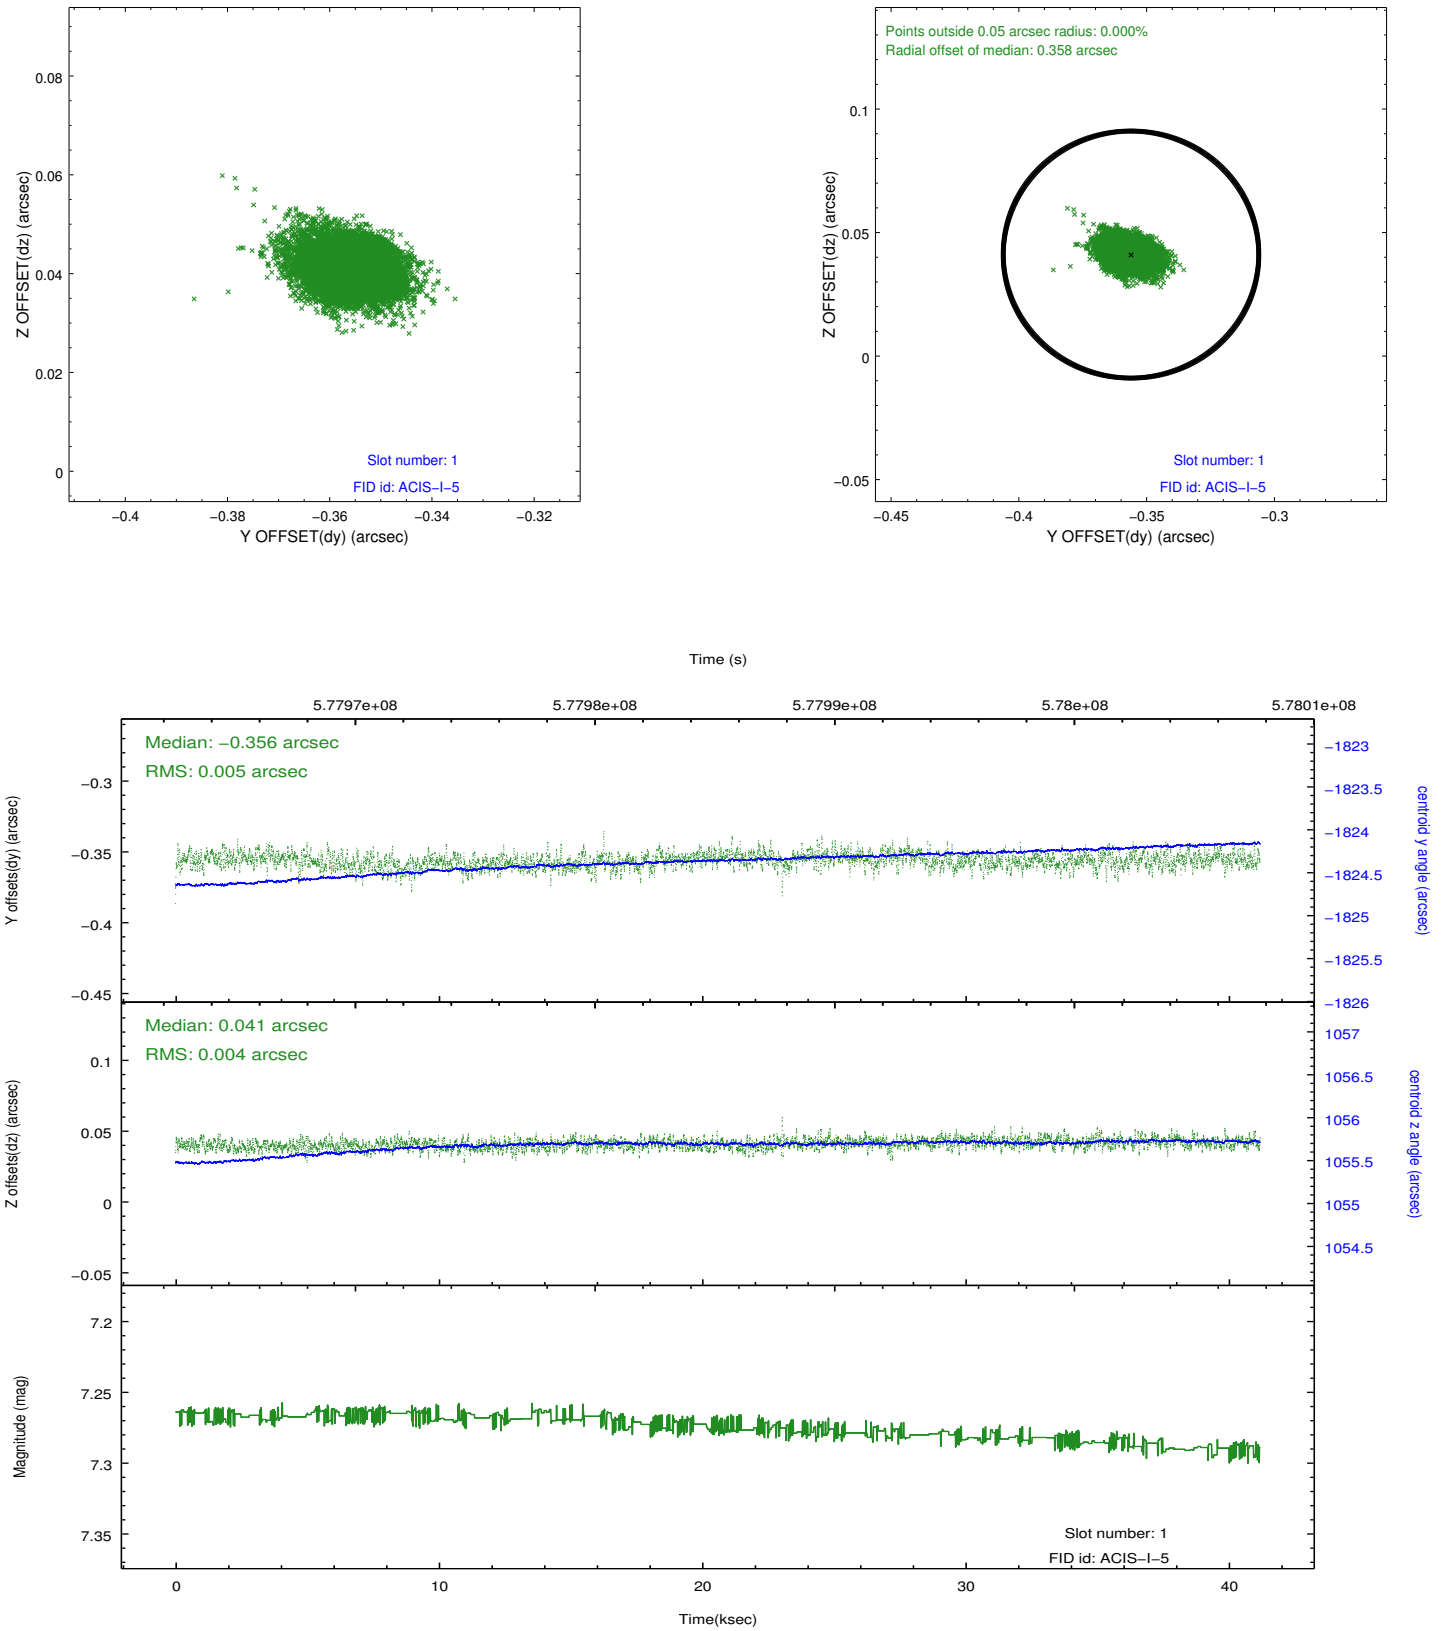 0.08
0.06
0.04
0.02
0
Z OFFSET(dz) (arcsec)
Slot number: 1
FID id: ACIS−I−5
−0.4
−0.38
−0.36
−0.34
−0.32
Y OFFSET(dy) (arcsec)
Points outside 0.05 arcsec radius: 0.000%
Radial offset of median: 0.358 arcsec
0.1
0.05
0
−0.05
Z OFFSET(dz) (arcsec)
Slot number: 1
FID id: ACIS−I−5
−0.45
−0.4
−0.35
−0.3
Y OFFSET(dy) (arcsec)
Time (s)
5.7797e+08
5.7798e+08
5.7799e+08
5.78e+08
5.7801e+08
Median: −0.356 arcsec
RMS: 0.005 arcsec
−0.3
−0.35
−0.4
−0.45
Y offsets(dy) (arcsec)
−1823
−1823.5
−1824
−1824.5
−1825
−1825.5
−1826
centroid y angle (arcsec)
Median: 0.041 arcsec
RMS: 0.004 arcsec
0.1
0.05
0
−0.05
Z offsets(dz) (arcsec)
1057
1056.5
1056
1055.5
1055
1054.5
centroid z angle (arcsec)
7.2
7.25
7.3
7.35
Magnitude (mag)
Slot number: 1
FID id: ACIS−I−5
0
10
20
30
40
Time(ksec)